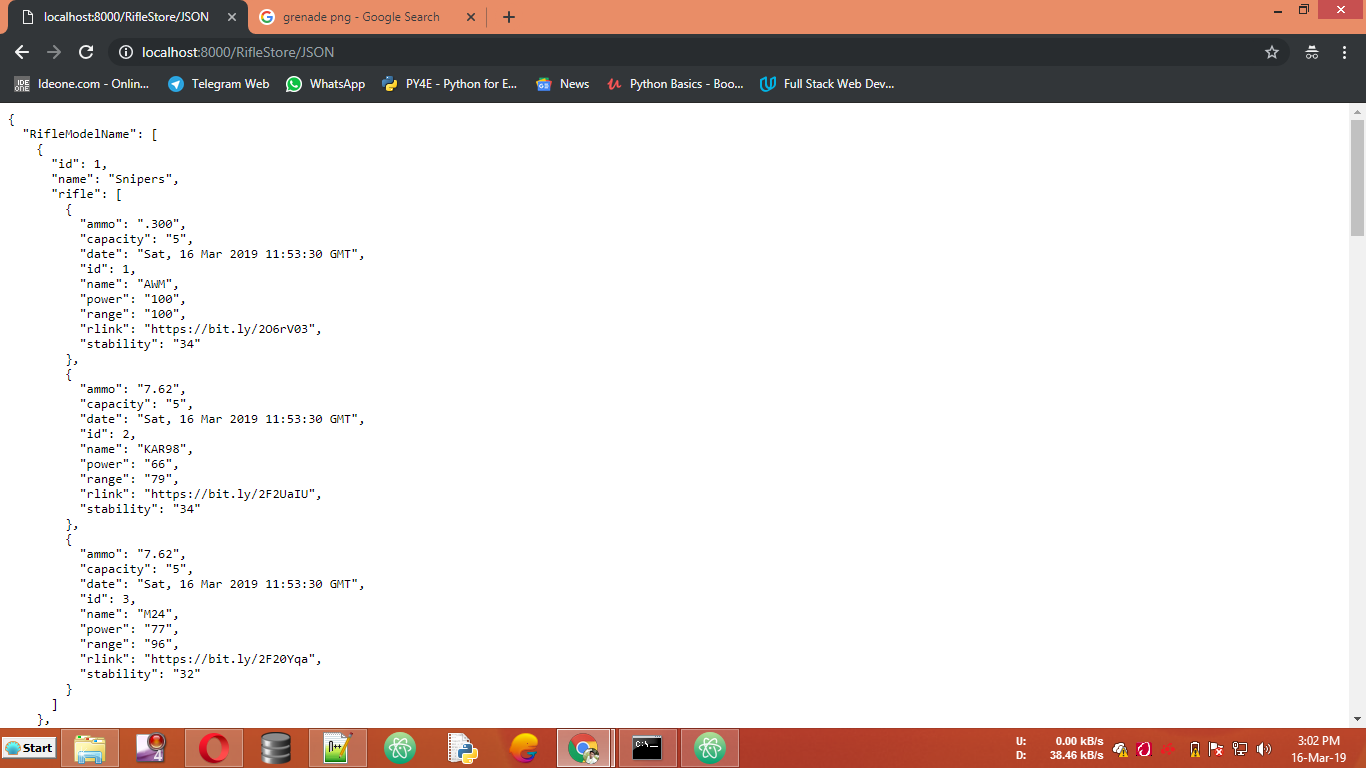 localhost:8000/RifleStore/JSON
grenade png - Google Search
localhost:8000/RifleStore/JSON
IDE ONE
Ideone.com - Onlin...
Telegram Web
WhatsApp
PY4E - Python for E...
News
Python Basics - Boo...
Full Stack Web Dev...
{
  "RifleModelName": [
    {
      "id": 1,
      "name": "Snipers",
      "rifle": [
        {
          "ammo": ".300",
          "capacity": "5",
          "date": "Sat, 16 Mar 2019 11:53:30 GMT",
          "id": 1,
          "name": "AWM",
          "power": "100",
          "range": "100",
          "rlink": "https://bit.ly/2O6rV03",
          "stability": "34"
        },
        {
          "ammo": "7.62",
          "capacity": "5",
          "date": "Sat, 16 Mar 2019 11:53:30 GMT",
          "id": 2,
          "name": "KAR98",
          "power": "66",
          "range": "79",
          "rlink": "https://bit.ly/2F2UaIU",
          "stability": "34"
        },
        {
          "ammo": "7.62",
          "capacity": "5",
          "date": "Sat, 16 Mar 2019 11:53:30 GMT",
          "id": 3,
          "name": "M24",
          "power": "77",
          "range": "96",
          "rlink": "https://bit.ly/2F20Yqa",
          "stability": "32"
        }
      ]
    },
Start
4
C:\.
U: 0.00 kB/s
D: 38.46 kB/s
3:02 PM
16-Mar-19